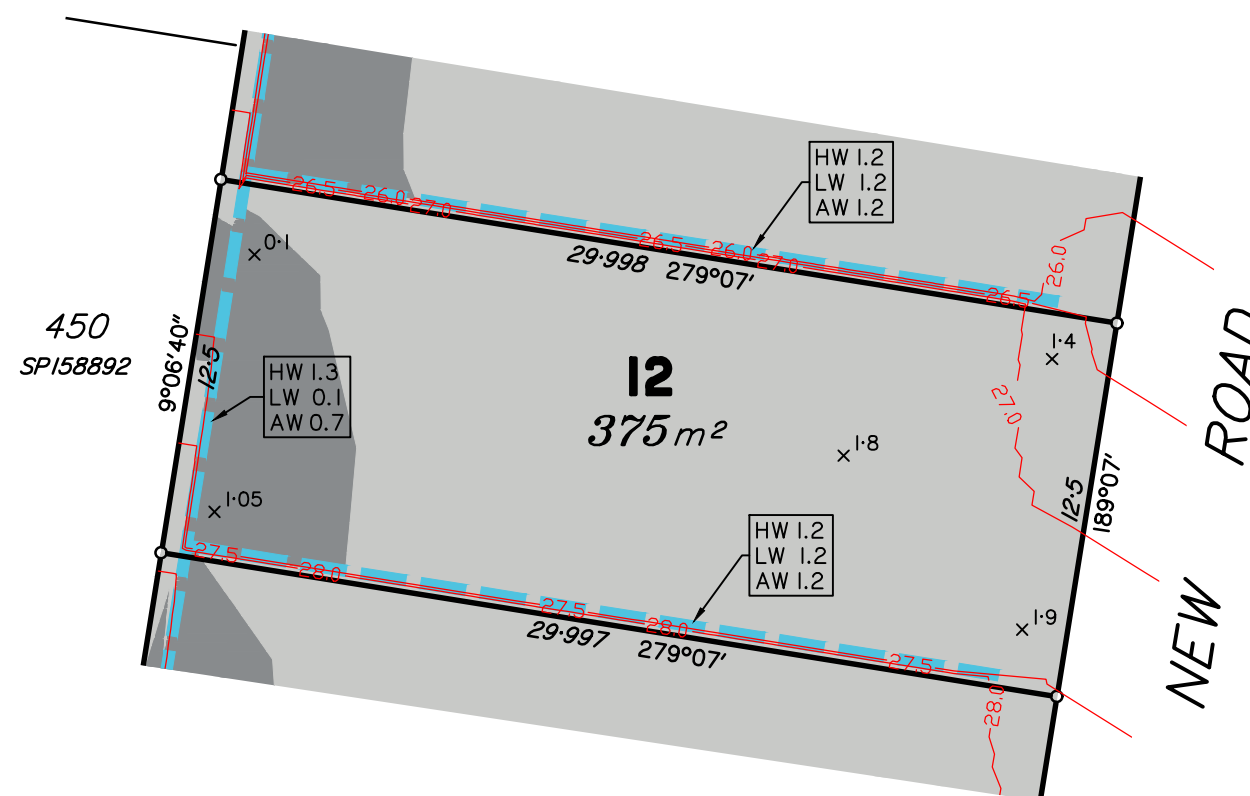 HW 1.2
LW 1.2
AW 1.2
26.5
26.0
27.0
26.5
26.0
27.0
26.5
26.0
0·1
29·998 279°07'
1·4
450
SP158892
9°06'40"
12·5
HW 1.3
LW 0.1
AW 0.7
12
375 m²
27.0
1·8
ROAD
12·5
189°07'
1·05
HW 1.2
LW 1.2
AW 1.2
27.5
28.0
27.5
28.0
27.5
28.0
29·997 279°07'
1·9
NEW